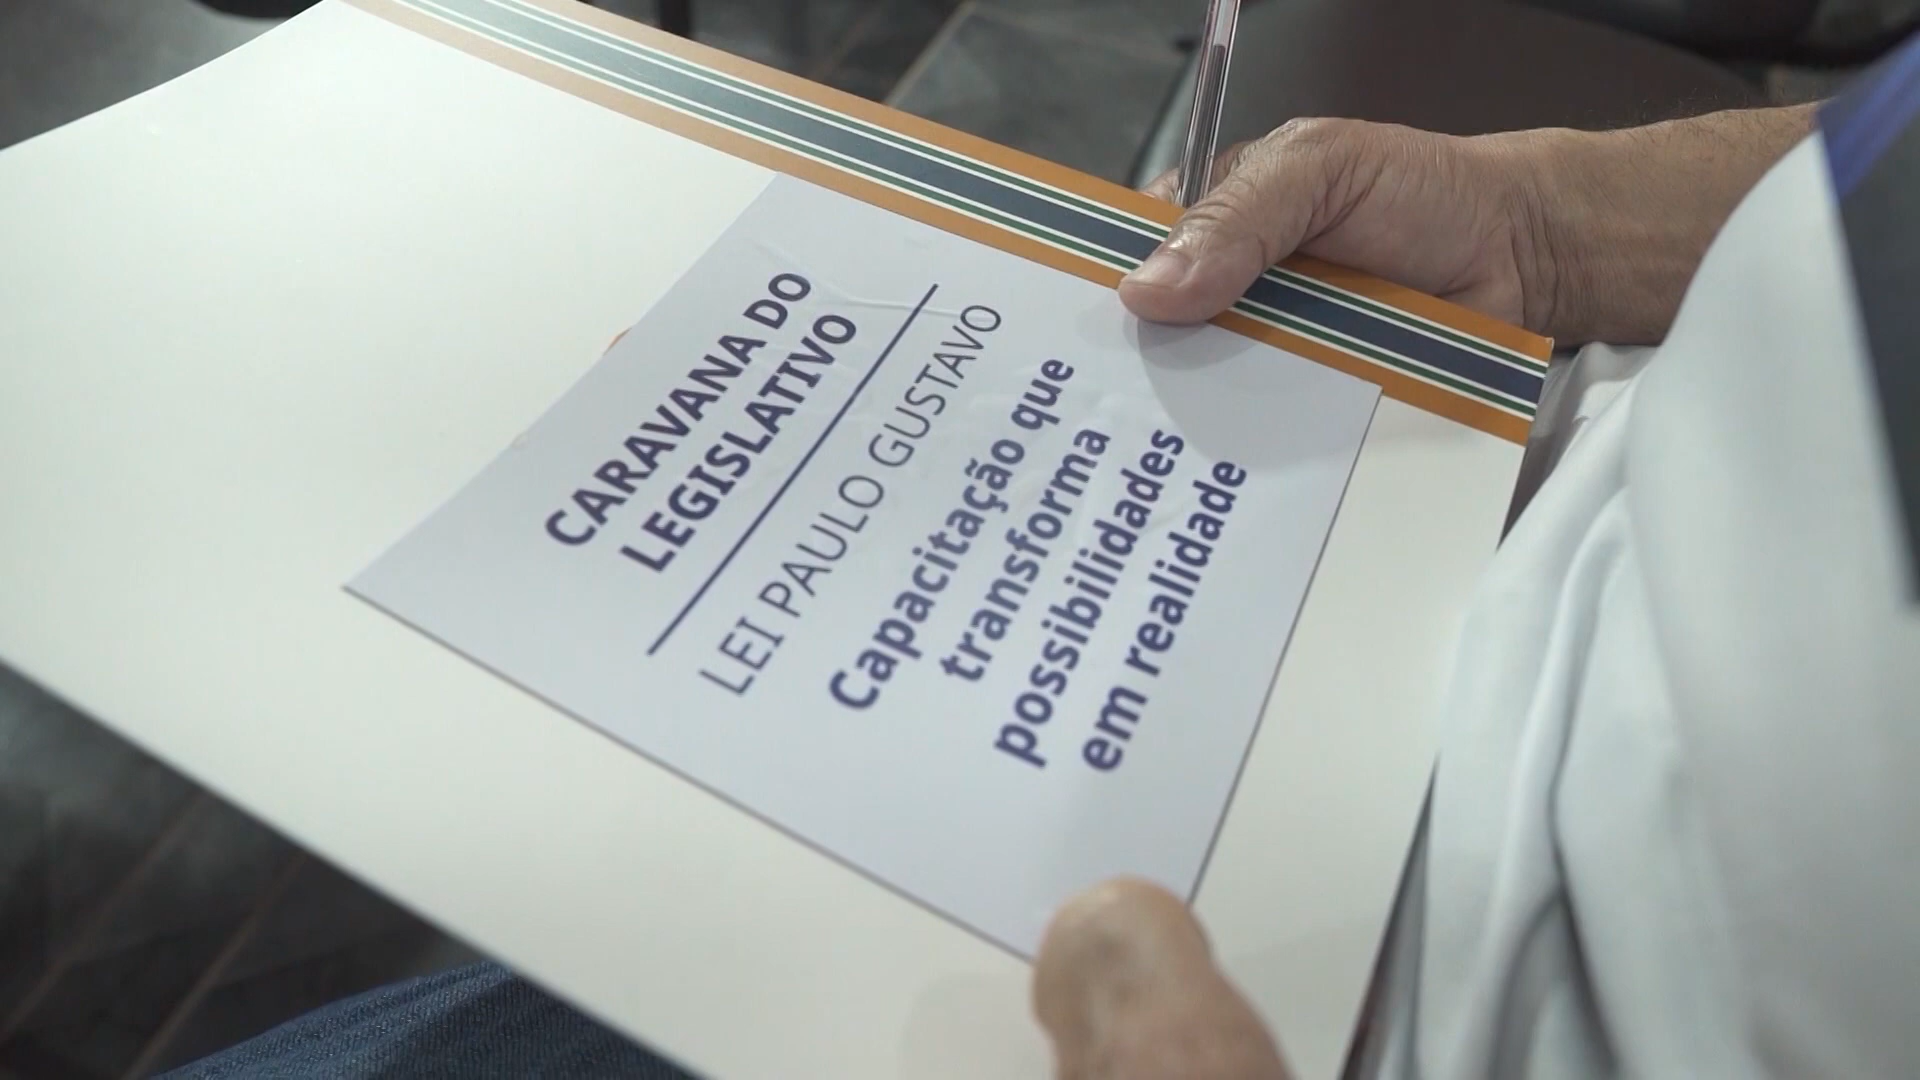 CARAVANA DO
LEGISLATIVO
LEI PAULO GUSTAVO
Capacitação que
transforma
possibilidades
em realidade